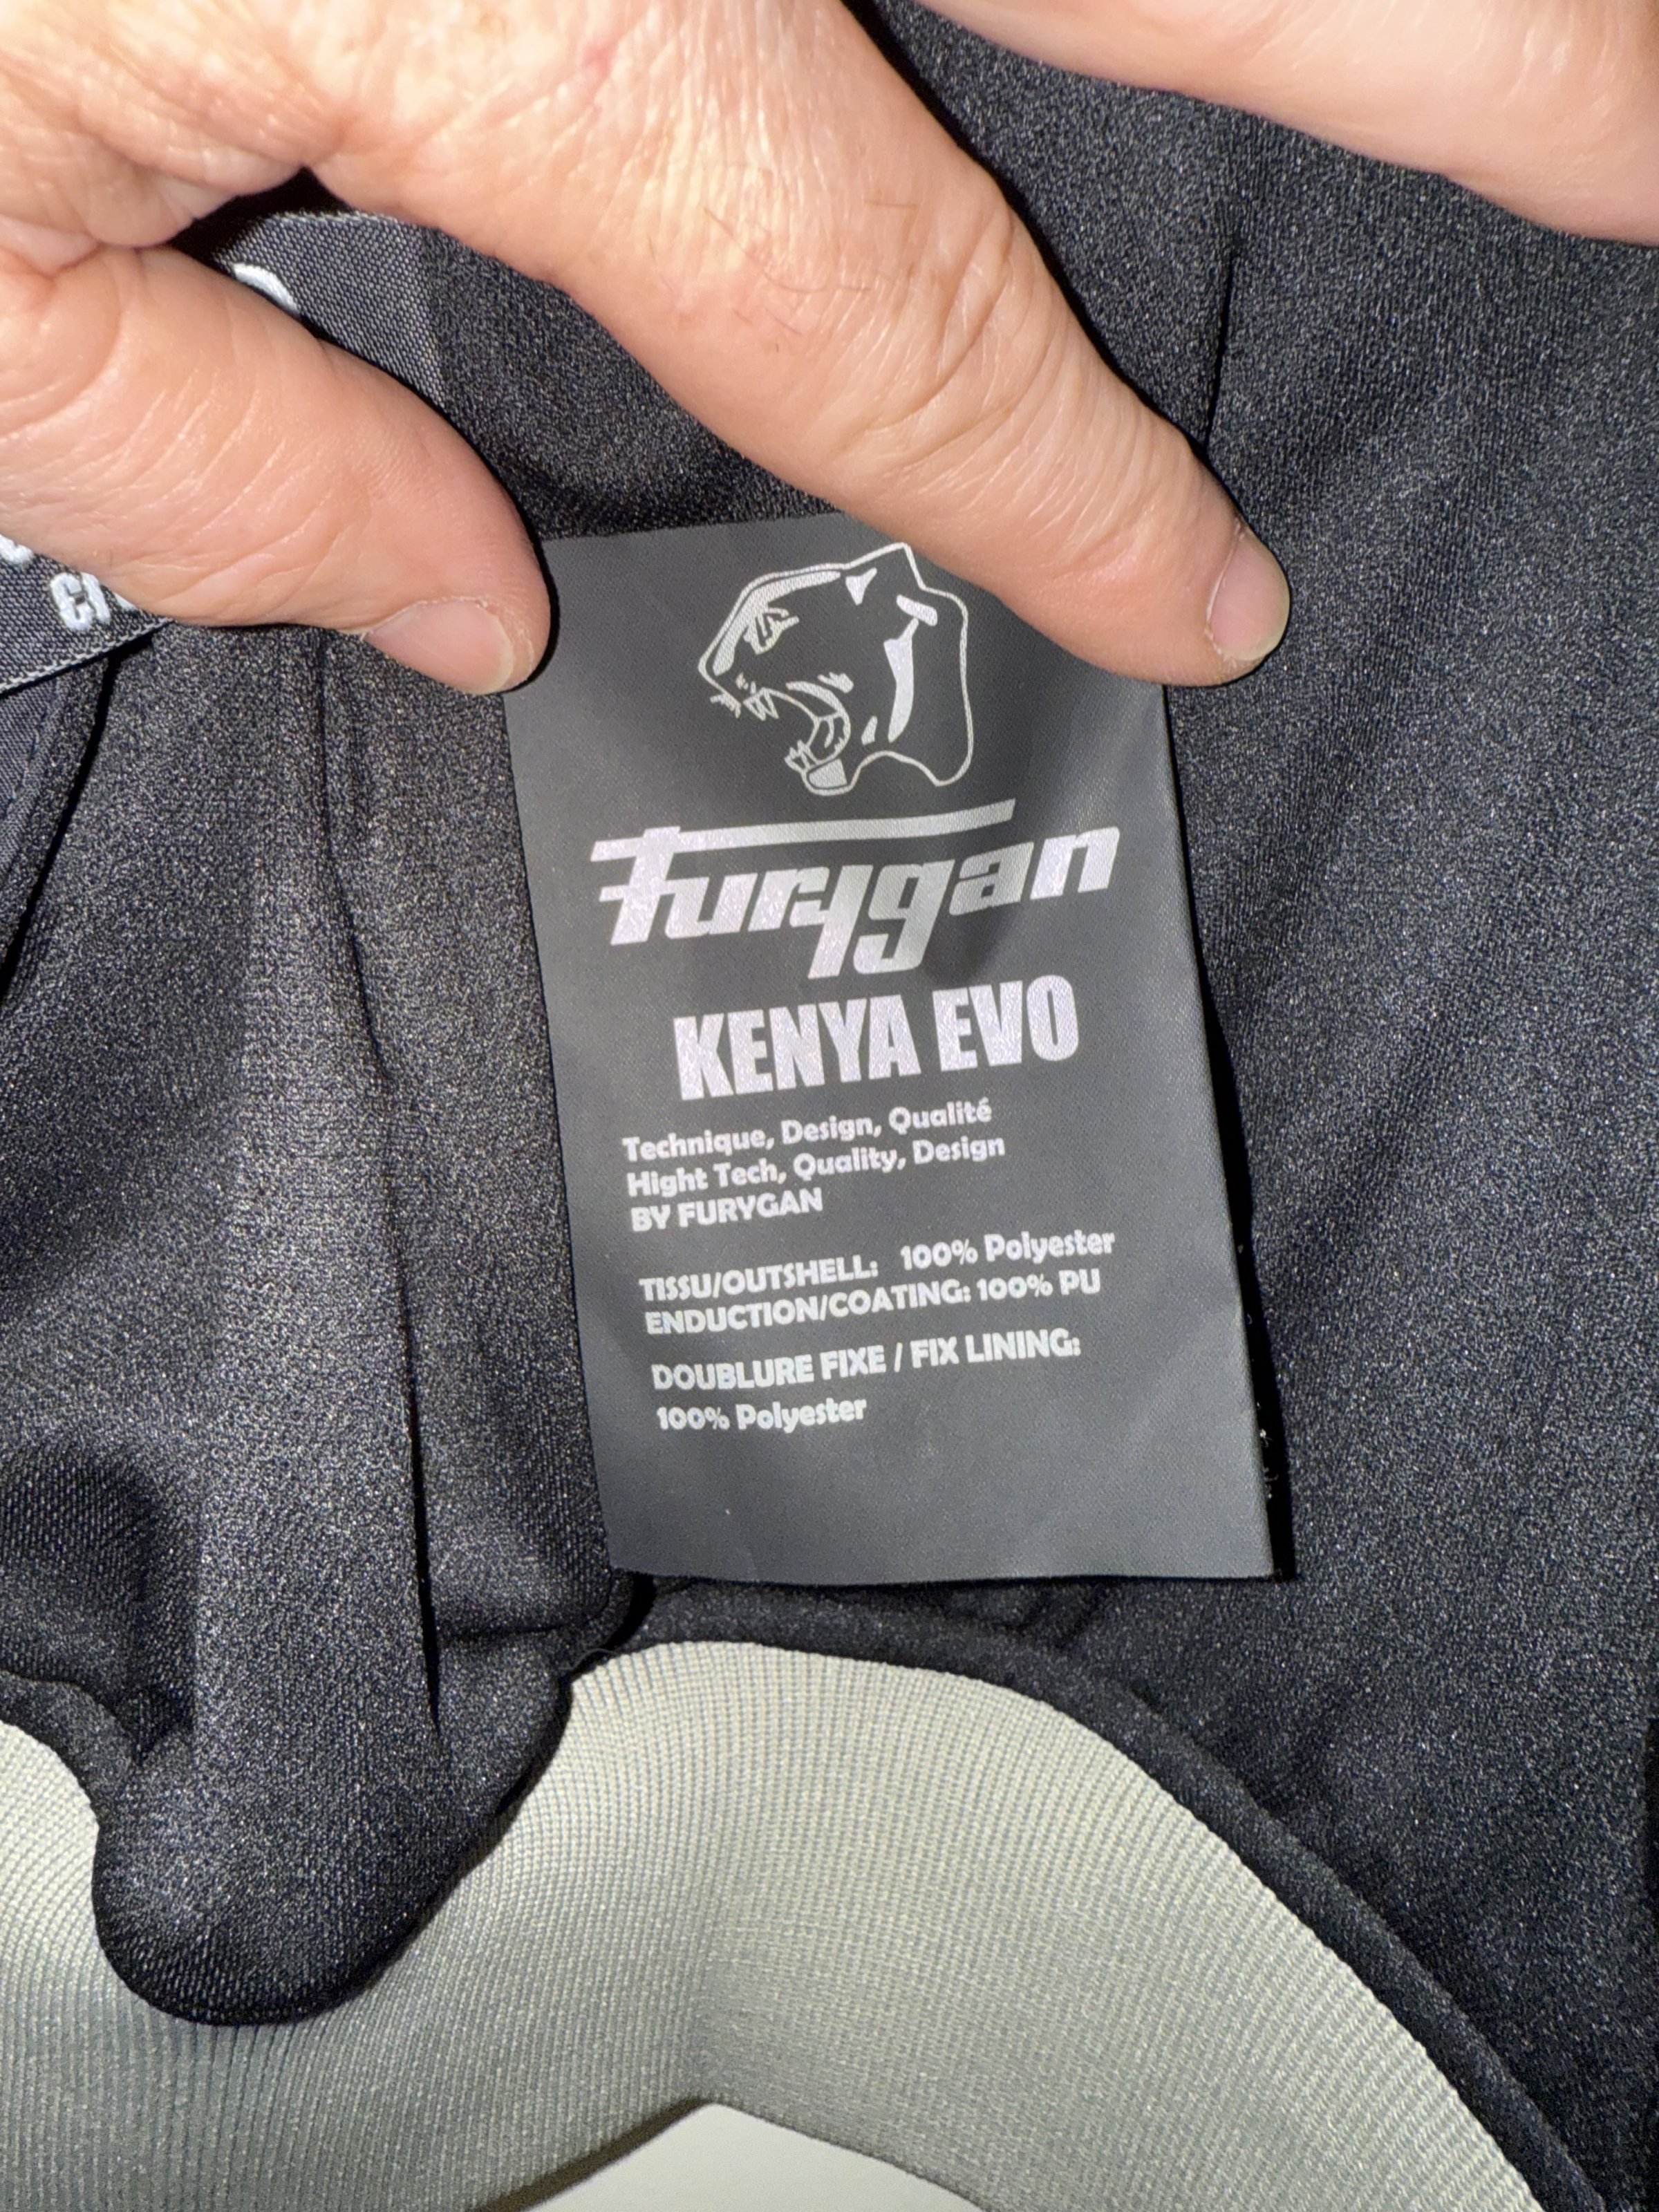 Furygan
KENYA EVO
Technique, Design, Qualité
Hight Tech, Quality, Design
BY FURYGAN
TISSU/OUTSHELL: 100% Polyester
ENDUCTION/COATING: 100% PU
DOUBLURE FIXE / FIX LINING:
100% Polyester